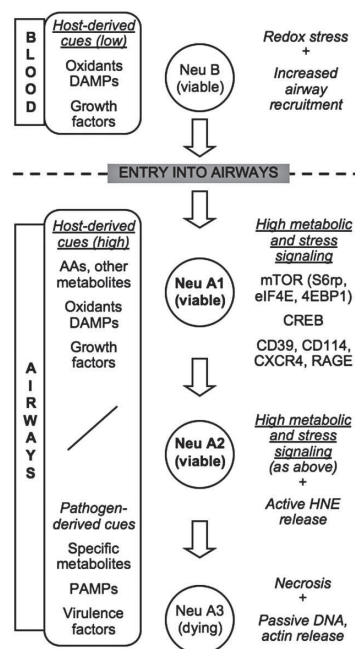 BLOOD
Host-derived
cues (low)
Oxidants
DAMPs
Growth
factors
Neu B
(viable)
Redox stress
+
Increased
airway
recruitment
ENTRY INTO AIRWAYS
AIRWAYS
Host-derived
cues (high)
AAs, other
metabolites
Oxidants
DAMPs
Growth
factors
Pathogen-
derived cues
Specific
metabolites
PAMPs
Virulence
factors
Neu A1
(viable)
High metabolic
and stress
signaling
mTOR (S6rp,
eIF4E, 4EBP1)
CREB
CD39, CD114,
CXCR4, RAGE
Neu A2
(viable)
High metabolic
and stress
signaling
(as above)
+
Active HNE
release
Neu A3
(dying)
Necrosis
+
Passive DNA,
actin release